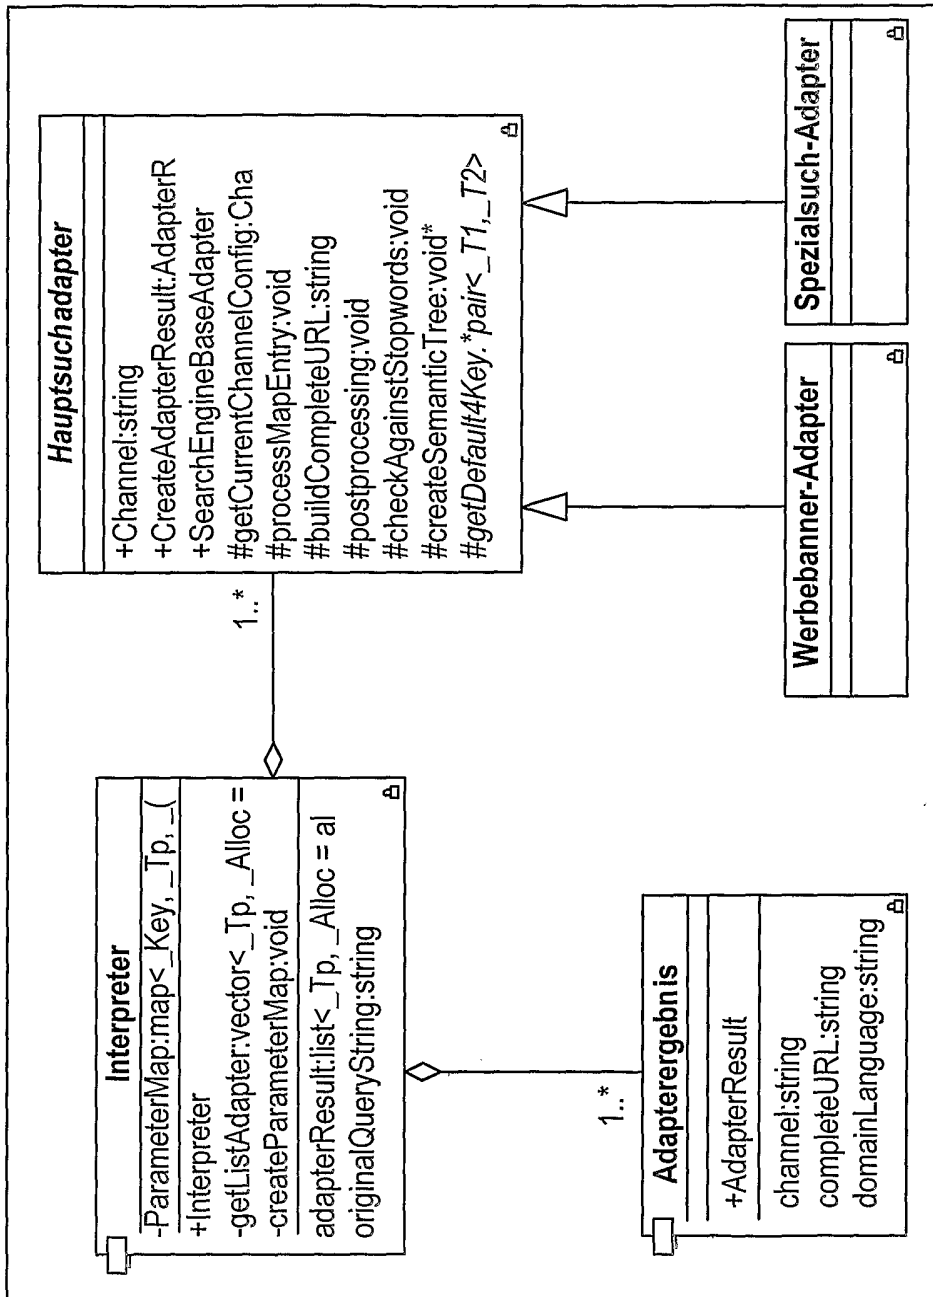 Interpreter
-ParameterMap:map<_Key, _Tp, _(
+Interpreter
-getListAdapter:vector<_Tp, _Alloc =
-createParameterMap:void
adapterResult:list<_Tp, _Alloc = al
originalQueryString:string
1..*
Hauptsuchadapter
+Channel:string
+CreateAdapterResult:AdapterR
+SearchEngineBaseAdapter
#getCurrentChannelConfig:Cha
#processMapEntry:void
#buildCompleteURL:string
#postprocessing:void
#checkAgainstStopwords:void
#createSemanticTree:void*
#getDefault4Key.*pair<_T1,_T2>
1..*
Adapterergebnis
+AdapterResult
channel:string
completeURL:string
domainLanguage:string
Werbebanner-Adapter
Spezialsuch-Adapter